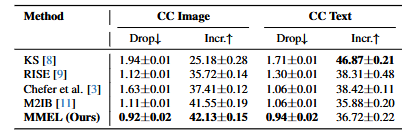 Method CC Image CC Text
Drop↓ Incr.↑ Drop↓ Incr.↑
KS [8] 1.94±0.01 25.18±0.28 1.71±0.01 46.87±0.21
RISE [9] 1.12±0.01 35.72±0.14 1.30±0.01 38.31±0.48
Chefer et al. [3] 1.63±0.01 37.41±0.12 1.06±0.01 38.42±0.11
M2IB [11] 1.11±0.01 41.55±0.19 1.06±0.01 35.88±0.20
MMEL (Ours) 0.92±0.02 42.13±0.15 0.94±0.02 36.72±0.22